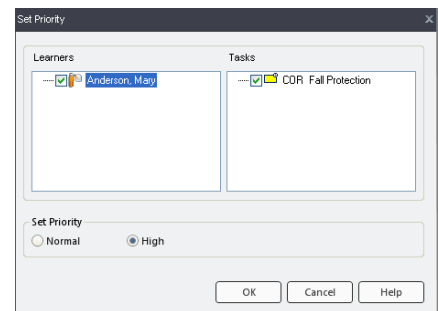 Set Priority
x
Learners
Tasks
Anderson, Mary
COR Fall Protection
Set Priority
Normal
High
OK
Cancel
Help